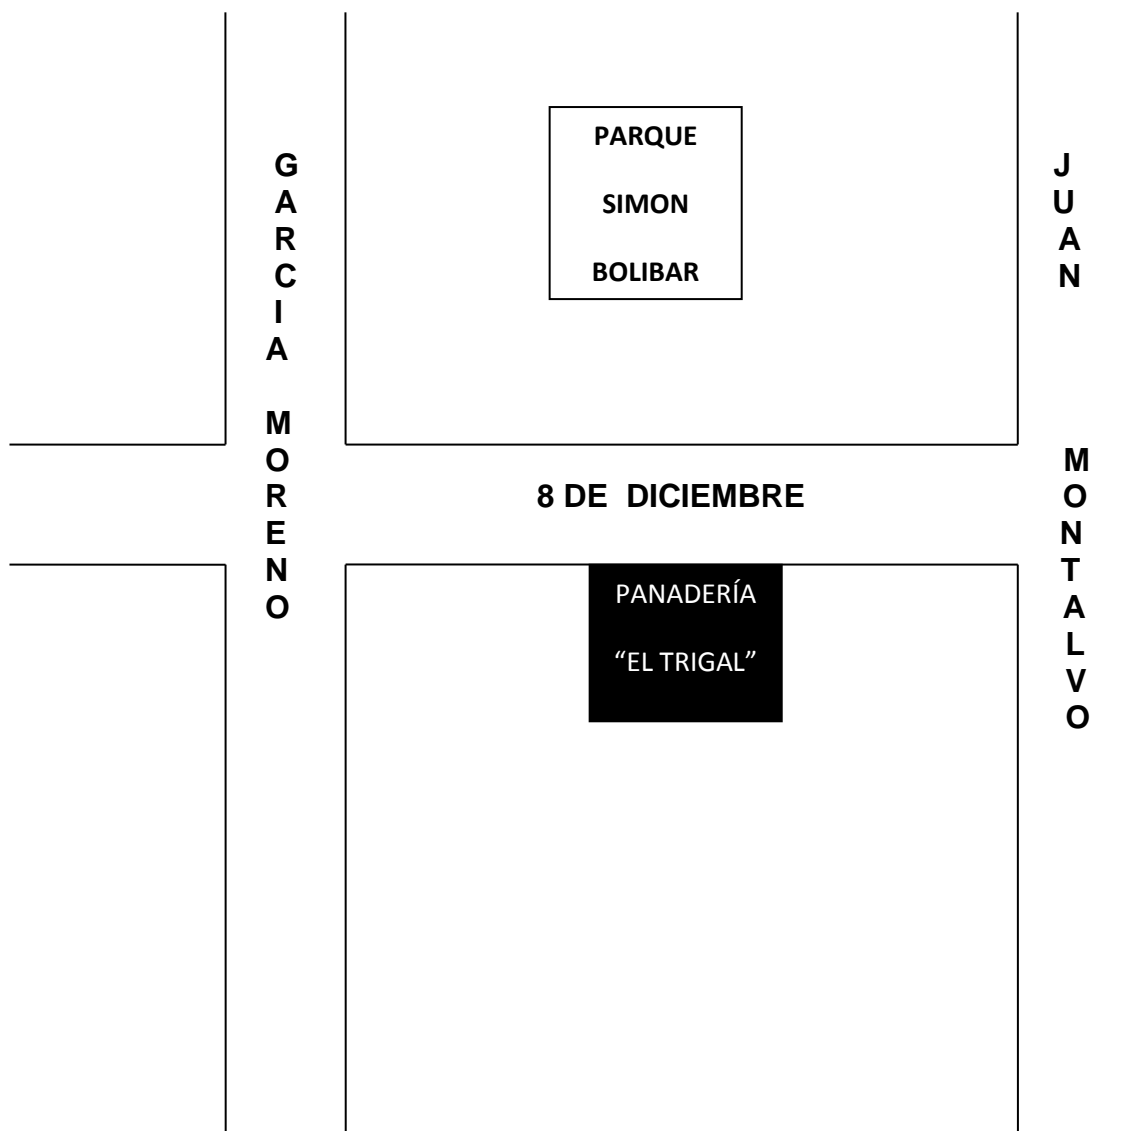 GARCIA MORENO
PARQUE
SIMON
BOLIBAR
JUAN MONTALVO
8 DE DICIEMBRE
PANADERÍA
“EL TRIGAL”